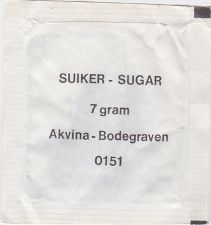 SUIKER - SUGAR
7 gram
Akvina - Bodegraven
0151